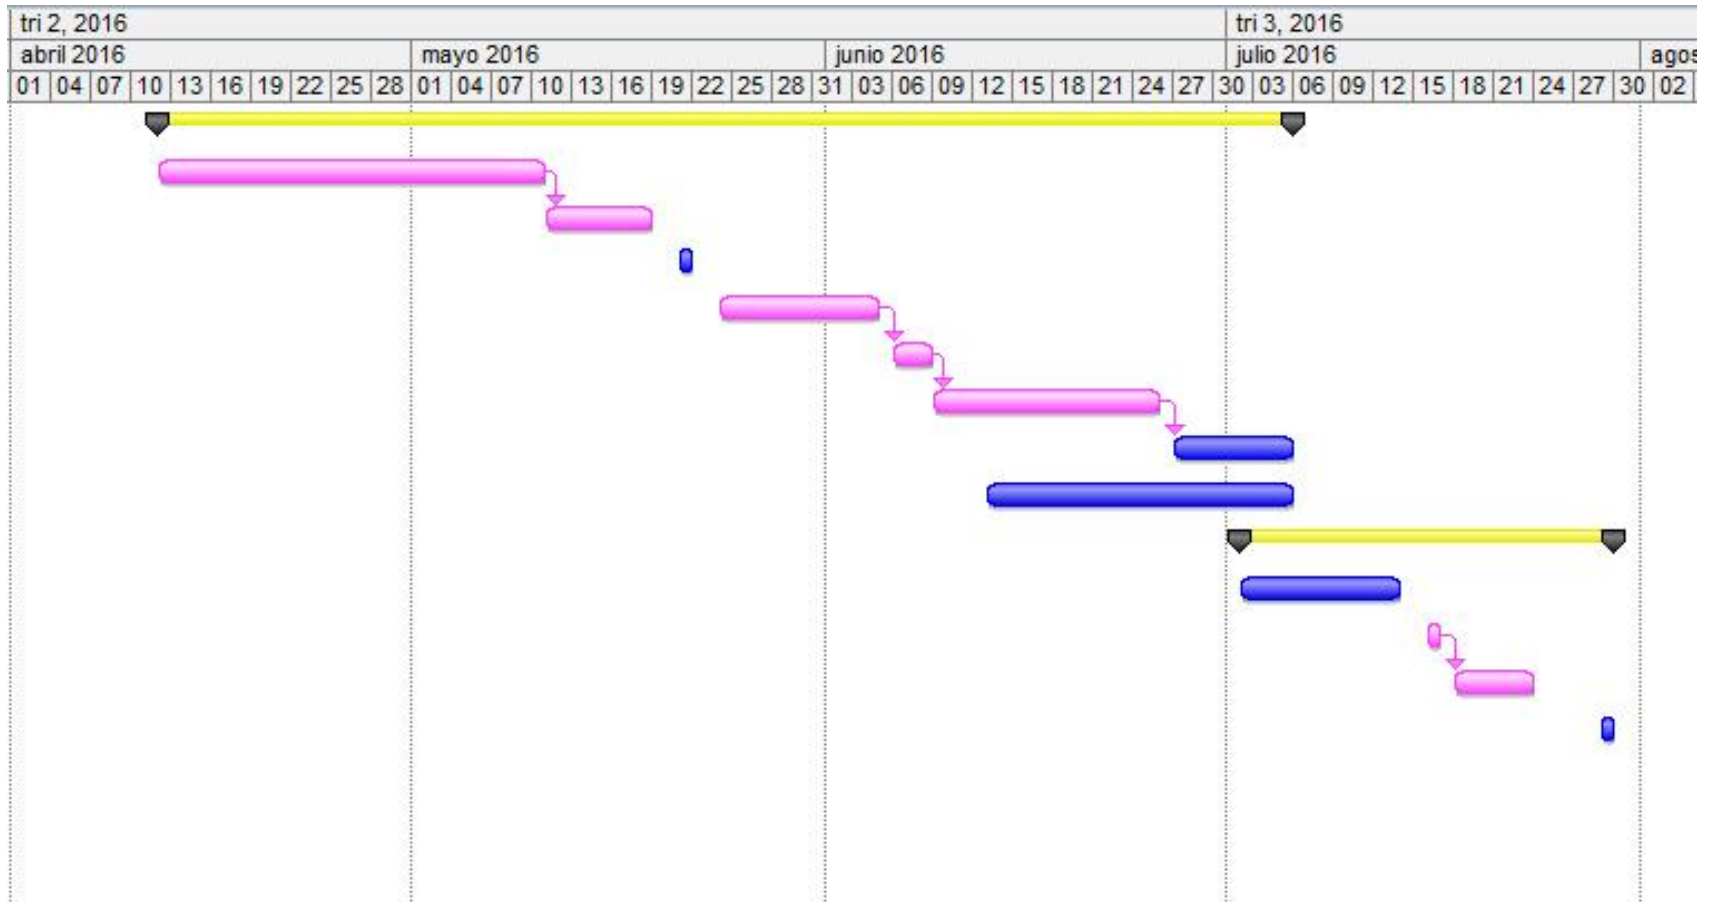 tri 2, 2016 tri 3, 2016
abril 2016 mayo 2016 junio 2016 julio 2016 agos
01 04 07 10 13 16 19 22 25 28 01 04 07 10 13 16 19 22 25 28 31 03 06 09 12 15 18 21 24 27 30 03 06 09 12 15 18 21 24 27 30 02